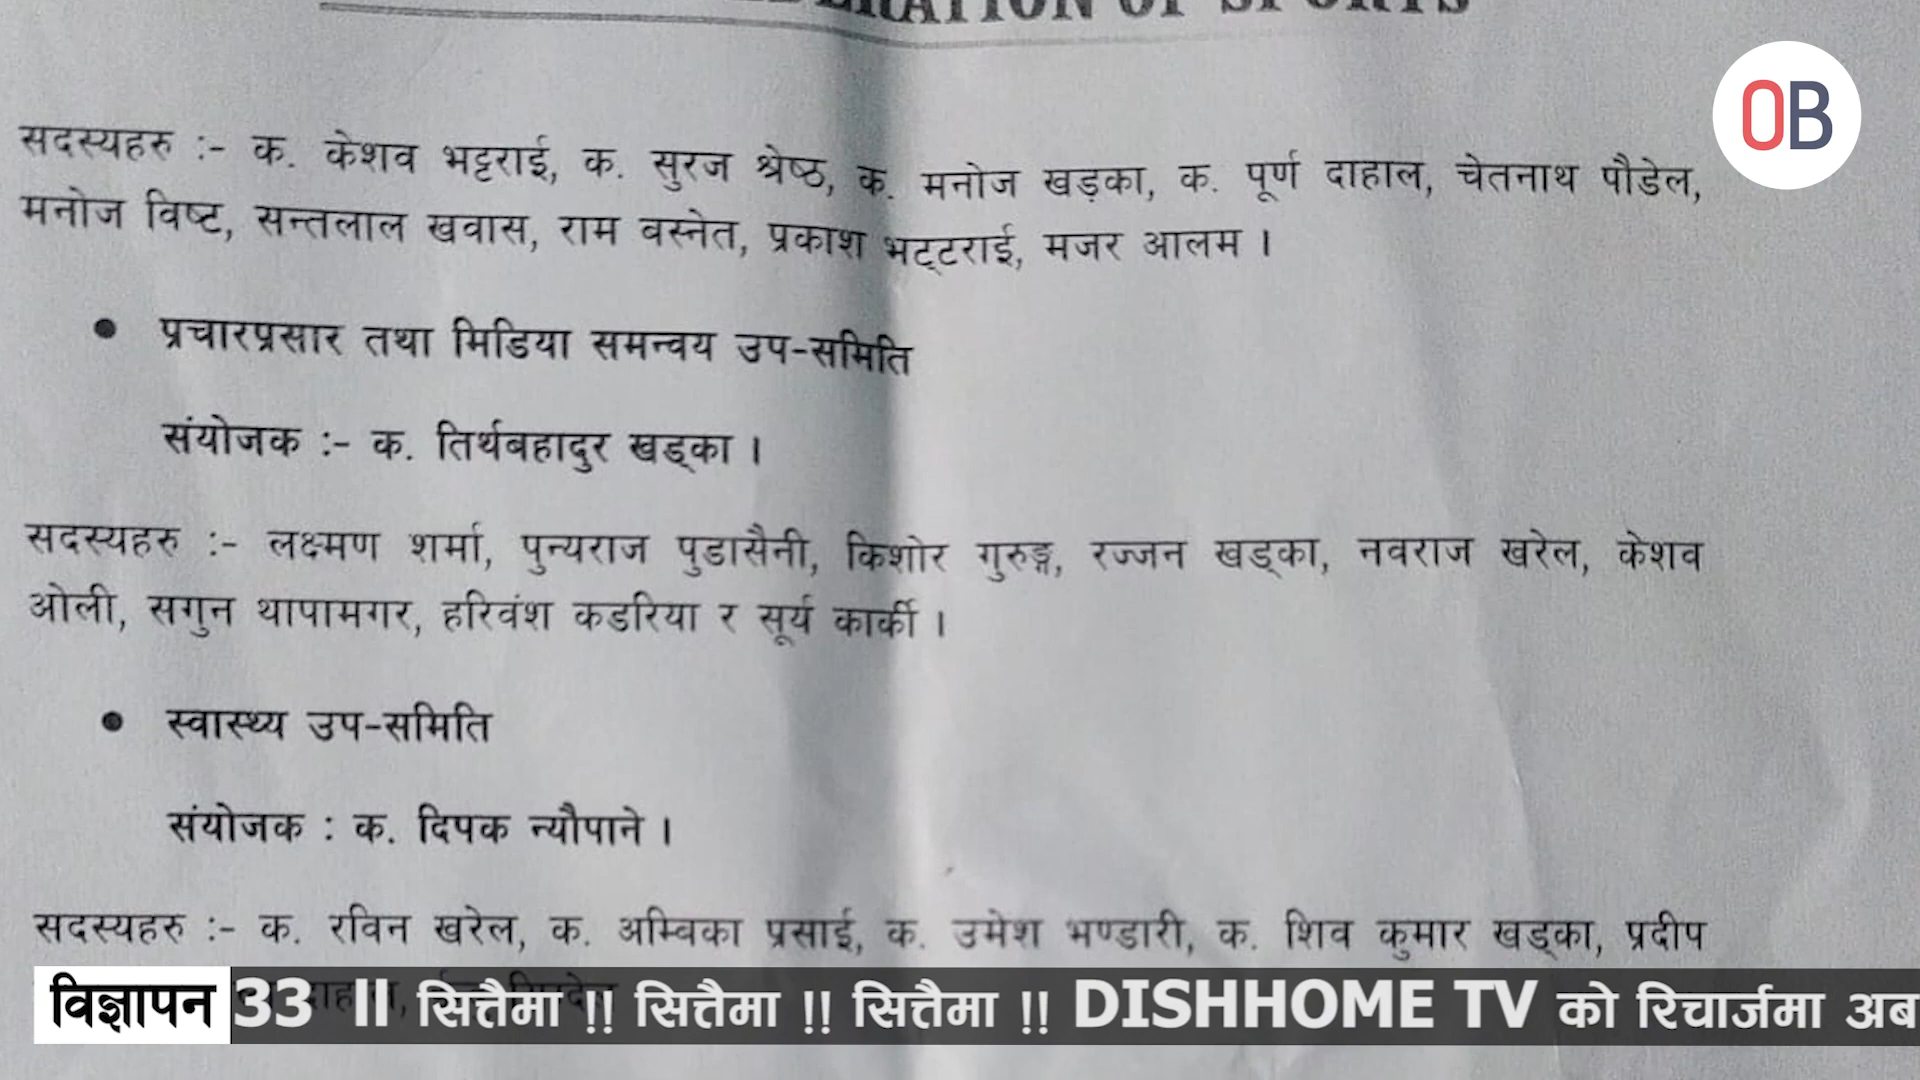 OF SPORTS
OB
सदस्यहरु :- क. केशव भट्टराई, क. सुरज श्रेष्ठ, क. मनोज खड़का, क. पूर्ण दाहाल, चेतनाथ पौडेल,
मनोज विष्ट, सन्तलाल खवास, राम वस्नेत, प्रकाश भट्‌टराई, मजर आलम ।
• प्रचारप्रसार तथा मिडिया समन्वय उप-समिति
संयोजक :- क. तिर्थबहादुर खड्का ।
सदस्यहरु :- लक्ष्मण शर्मा, पुन्यराज पुडासैनी, किशोर गुरुङ्ग, रज्जन खड्का, नवराज खरेल, केशव
ओली, सगुन थापामगर, हरिवंश कडरिया र सूर्य कार्की ।
• स्वास्थ्य उप-समिति
संयोजक : क. दिपक न्यौपाने ।
सदस्यहरु :- क. रविन खरेल, क. अम्विका प्रसाई, क. उमेश भण्डारी, क. शिव कुमार खड्का, प्रदीप
विज्ञापन 33 II सित्तैमा !! सित्तैमा !! सित्तैमा !! DISHHOME TV को रिचार्जमा अब